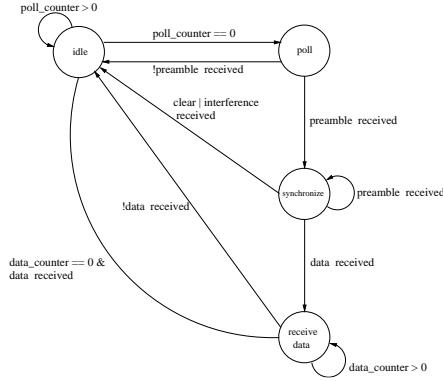 poll_counter > 0
poll_counter == 0
idle
poll
!preamble received
clear | interference
received
preamble received
synchronize
preamble received
!data received
data received
data_counter == 0 &
data received
receive
data
data_counter > 0